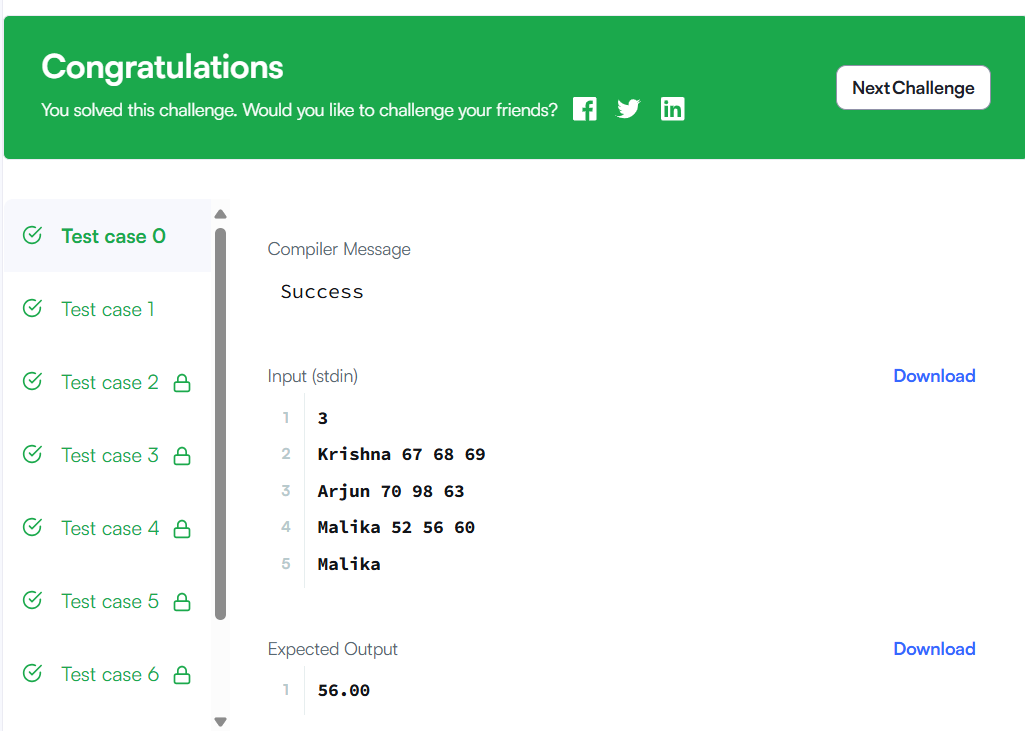 Congratulations
You solved this challenge. Would you like to challenge your friends?
Next Challenge
Test case 0
Test case 1
Test case 2
Test case 3
Test case 4
Test case 5
Test case 6
Compiler Message
Success
Input (stdin)
Download
1 3
2 Krishna 67 68 69
3 Arjun 70 98 63
4 Malika 52 56 60
5 Malika
Expected Output
Download
1 56.00